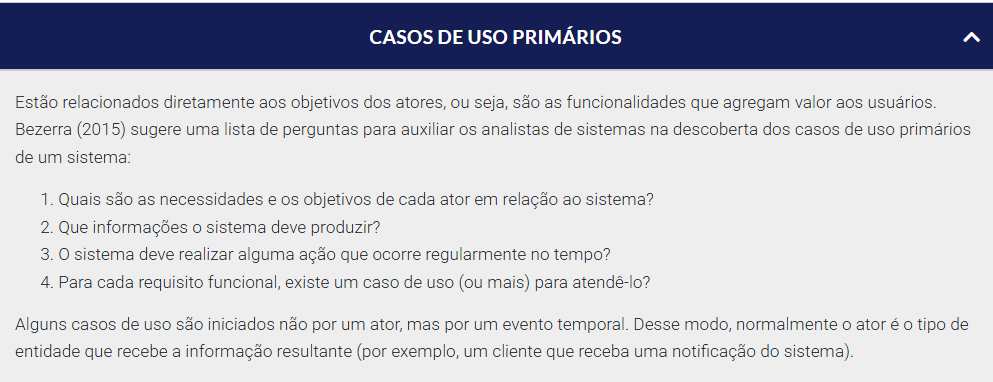 CASOS DE USO PRIMÁRIOS
Estão relacionados diretamente aos objetivos dos atores, ou seja, são as funcionalidades que agregam valor aos usuários.
Bezerra (2015) sugere uma lista de perguntas para auxiliar os analistas de sistemas na descoberta dos casos de uso primários
de um sistema:
1. Quais são as necessidades e os objetivos de cada ator em relação ao sistema?
2. Que informações o sistema deve produzir?
3. O sistema deve realizar alguma ação que ocorre regularmente no tempo?
4. Para cada requisito funcional, existe um caso de uso (ou mais) para atendê-lo?
Alguns casos de uso são iniciados não por um ator, mas por um evento temporal. Desse modo, normalmente o ator é o tipo de
entidade que recebe a informação resultante (por exemplo, um cliente que receba uma notificação do sistema).